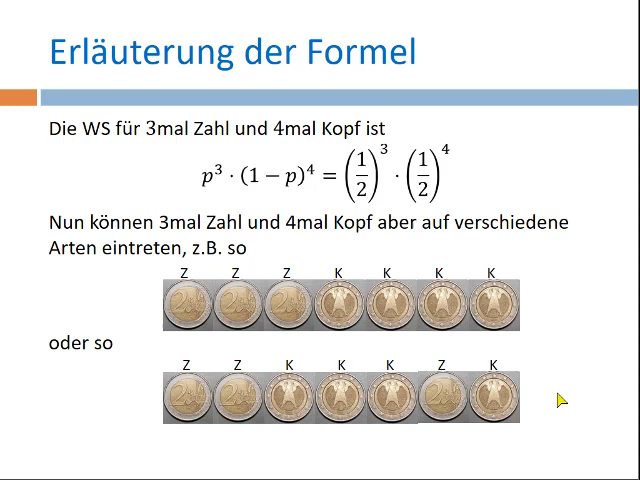 Erläuterung der Formel
Die WS für 3mal Zahl und 4mal Kopf ist
p³ · (1 − p)⁴ = (1/2)³ · (1/2)⁴
Nun können 3mal Zahl und 4mal Kopf aber auf verschiedene
Arten eintreten, z.B. so
Z Z Z K K K K
oder so
Z Z K K K Z K